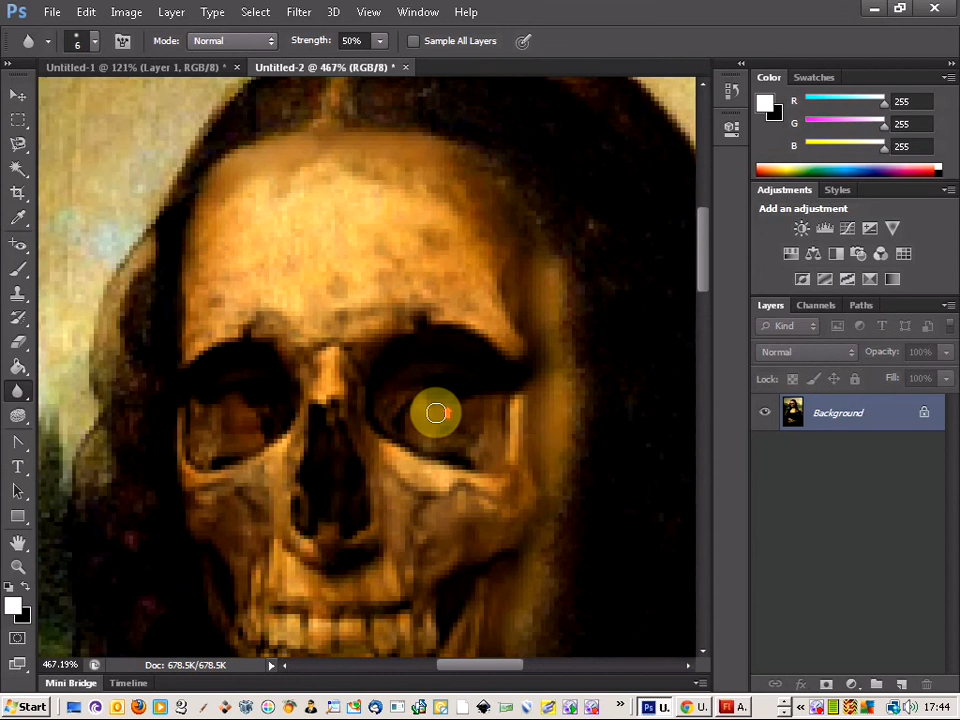 Ps File Edit Image Layer Type Select Filter 3D View Window Help
6 Mode: Normal Strength: 50% Sample All Layers
Untitled-1 @ 121% (Layer 1, RGB/8) * × Untitled-2 @ 467% (RGB/8) * ×
Color Swatches
R 255
G 255
B 255
Adjustments Styles
Add an adjustment
Layers Channels Paths
Kind
Normal Opacity: 100%
Lock: Fill: 100%
Background
467.19% Doc: 678.5K/678.5K
Mini Bridge Timeline
Start U. U. A. 17:44